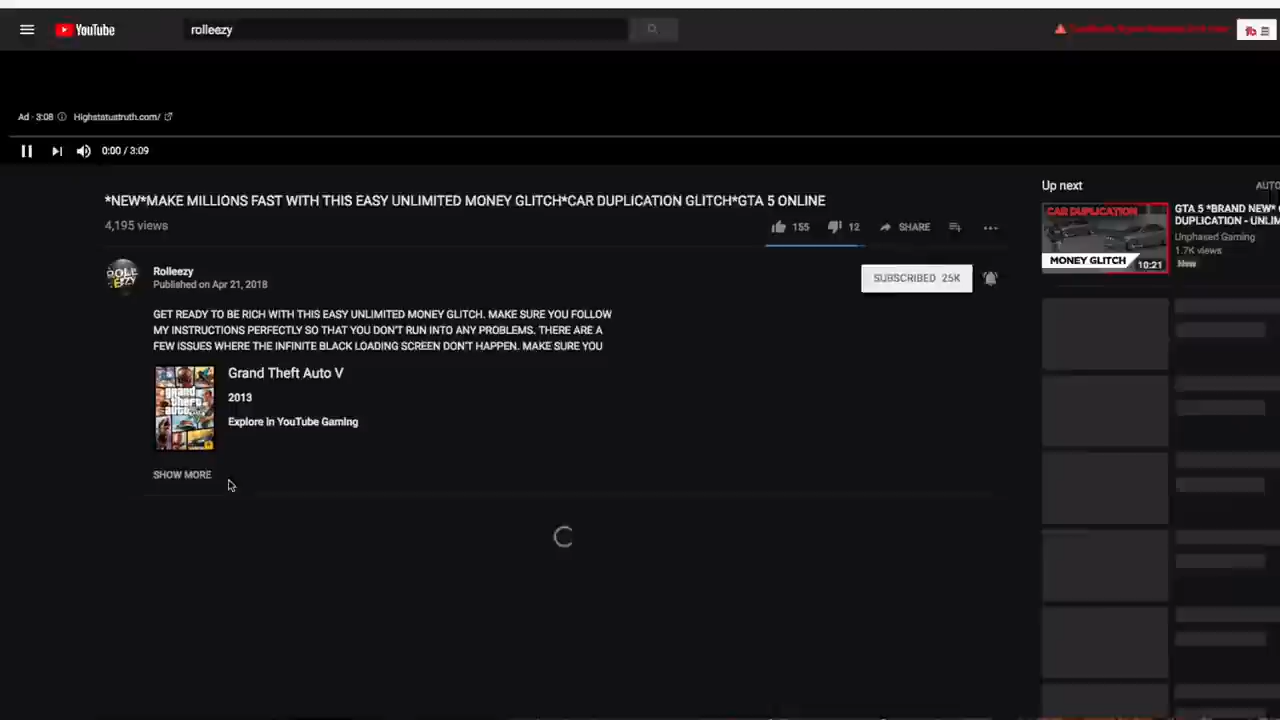 YouTube
rolleezy
Ad · 3:08 Highstatustruth.com/
0:00 / 3:09
*NEW*MAKE MILLIONS FAST WITH THIS EASY UNLIMITED MONEY GLITCH*CAR DUPLICATION GLITCH*GTA 5 ONLINE
4,195 views
155
12
SHARE
Rolleezy
Published on Apr 21, 2018
SUBSCRIBED 25K
GET READY TO BE RICH WITH THIS EASY UNLIMITED MONEY GLITCH. MAKE SURE YOU FOLLOW
MY INSTRUCTIONS PERFECTLY SO THAT YOU DON'T RUN INTO ANY PROBLEMS. THERE ARE A
FEW ISSUES WHERE THE INFINITE BLACK LOADING SCREEN DON'T HAPPEN. MAKE SURE YOU
grand
theft
auto
Grand Theft Auto V
2013
Explore in YouTube Gaming
SHOW MORE
Up next
AUTO
CAR DUPLICATION
MONEY GLITCH
10:21
GTA 5 *BRAND NEW*
DUPLICATION - UNLIM
Unphased Gaming
1.7K views
New